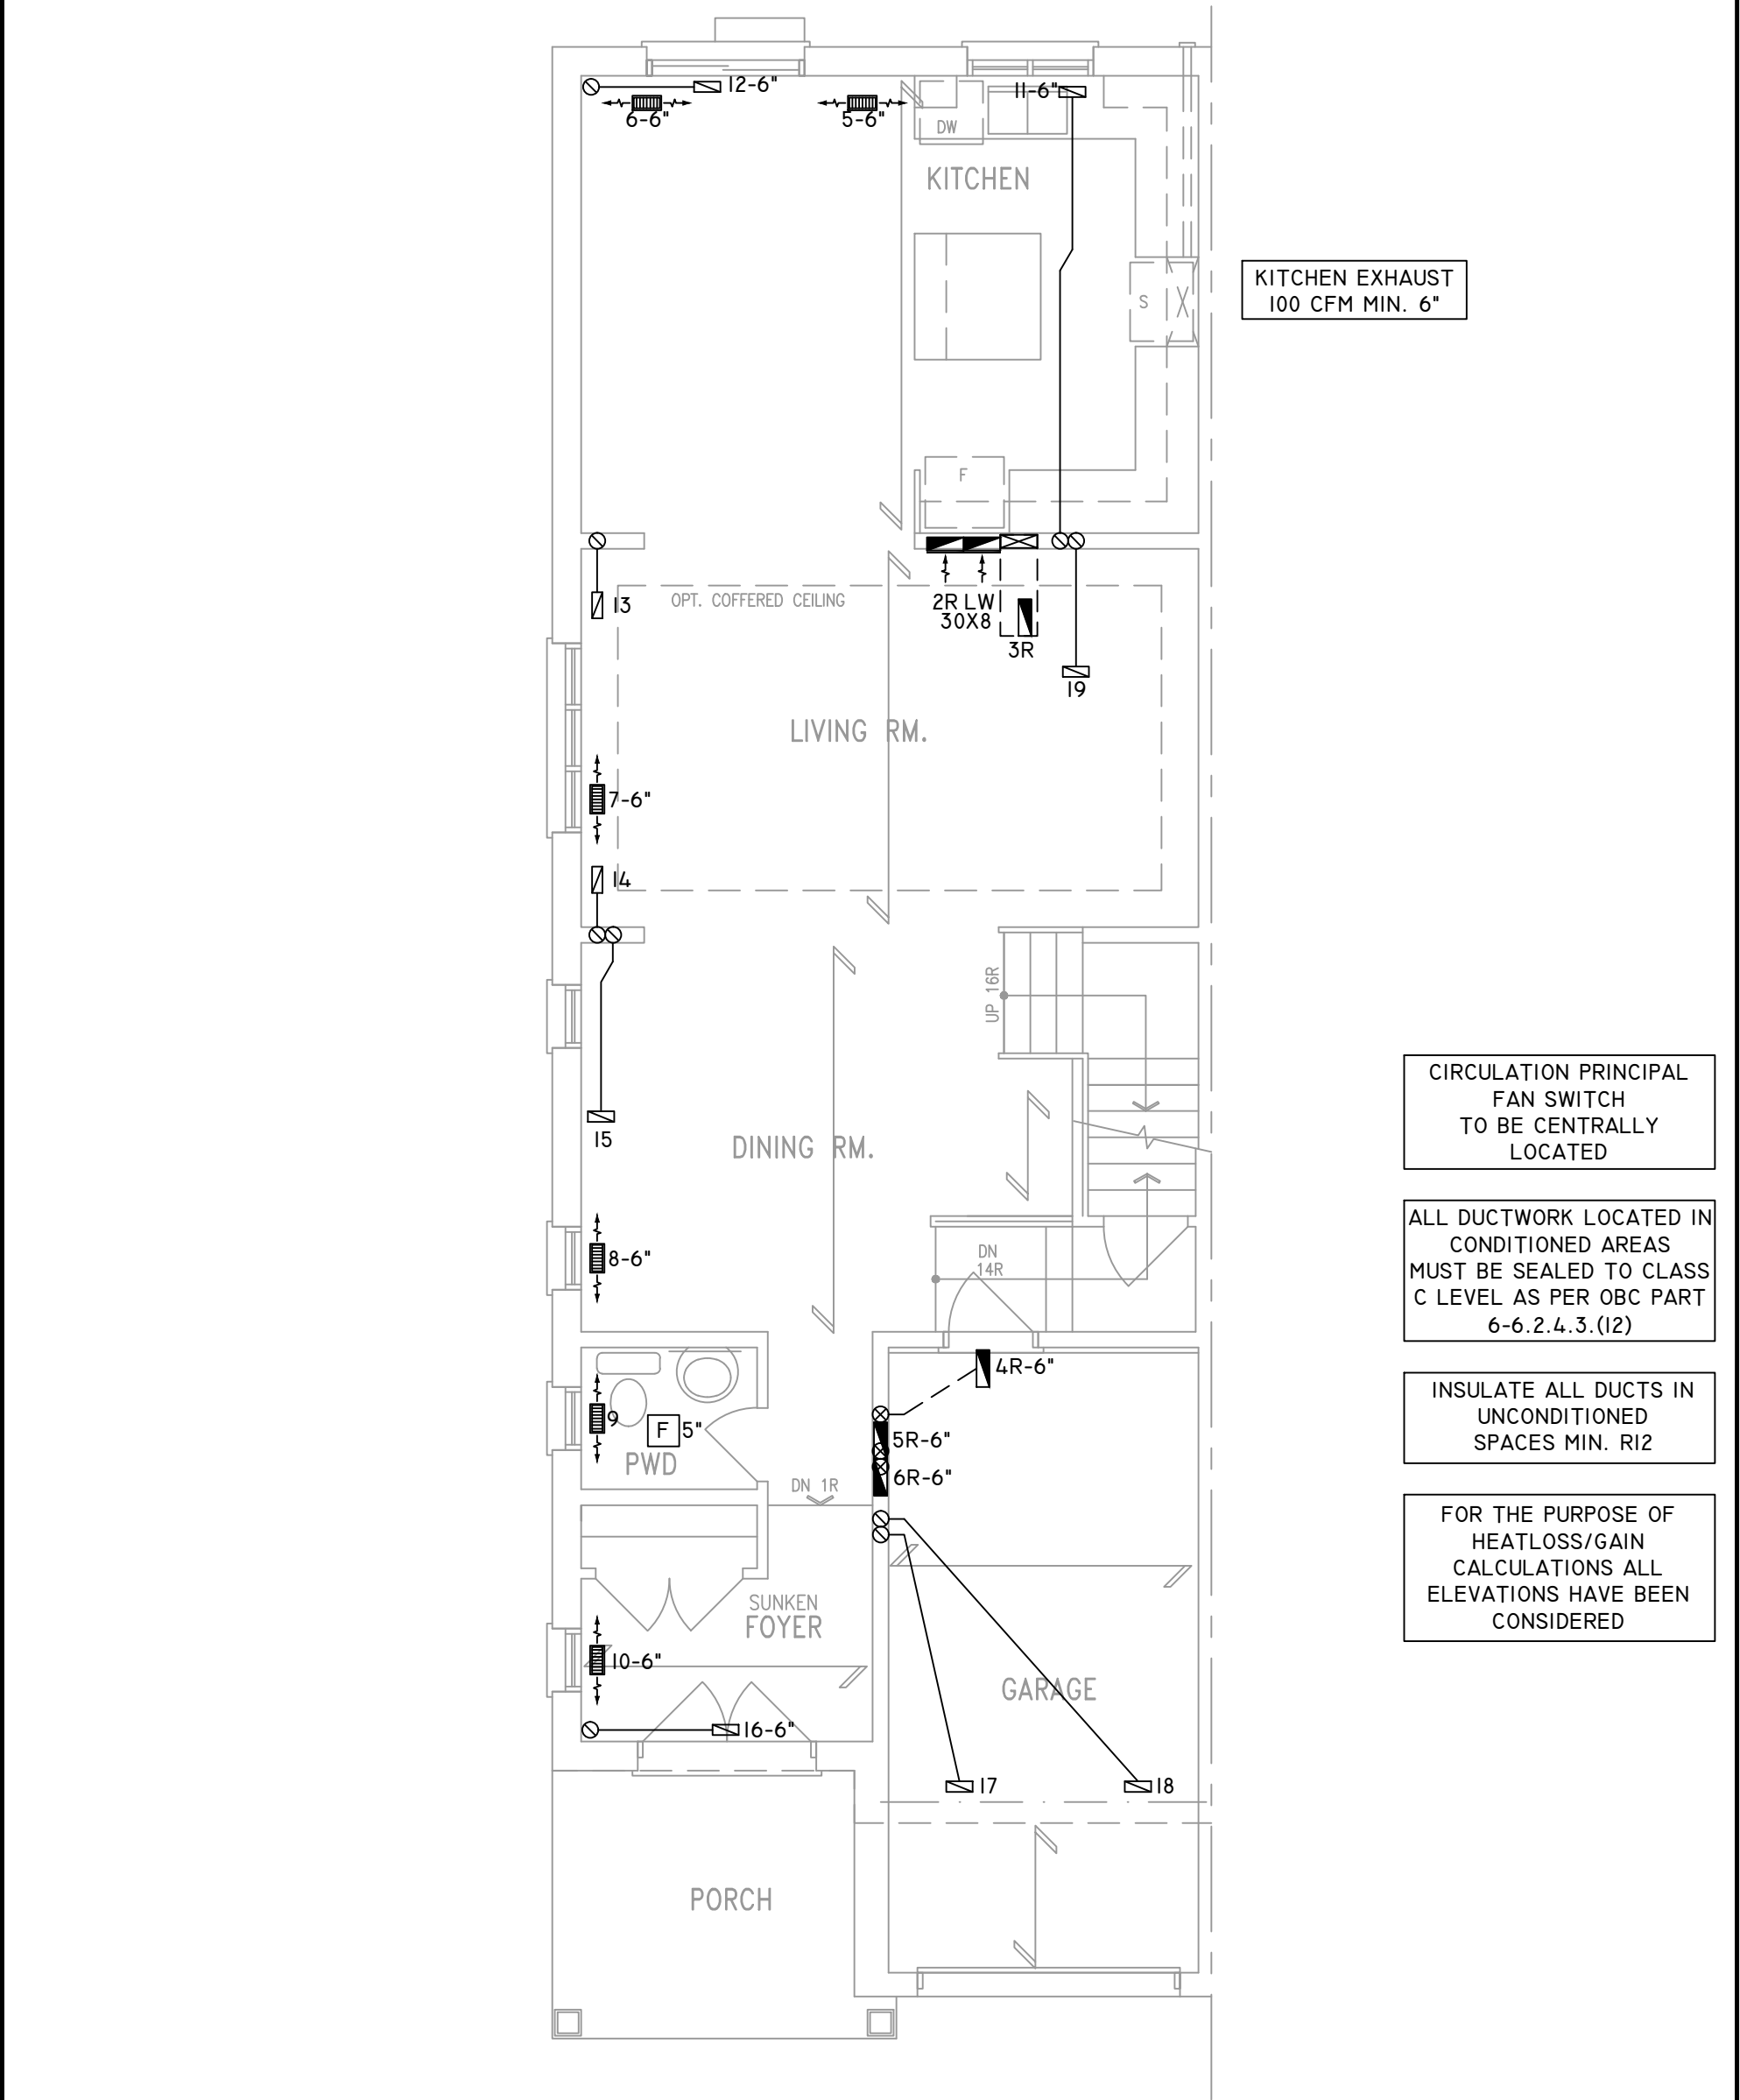 12-6"
11-6"
6-6"
5-6"
DW
KITCHEN
KITCHEN EXHAUST
100 CFM MIN. 6"
S
F
OPT. COFFERED CEILING
13
2R LW
30X8
3R
19
LIVING RM.
7-6"
14
UP 16R
CIRCULATION PRINCIPAL
FAN SWITCH
TO BE CENTRALLY
LOCATED
15
DINING RM.
ALL DUCTWORK LOCATED IN
CONDITIONED AREAS
MUST BE SEALED TO CLASS
C LEVEL AS PER OBC PART
6-6.2.4.3.(12)
8-6"
DN
14R
4R-6"
INSULATE ALL DUCTS IN
UNCONDITIONED
SPACES MIN. R12
9
F 5"
5R-6"
PWD
6R-6"
DN 1R
FOR THE PURPOSE OF
HEATLOSS/GAIN
CALCULATIONS ALL
ELEVATIONS HAVE BEEN
CONSIDERED
SUNKEN
FOYER
10-6"
GARAGE
16-6"
17
18
PORCH